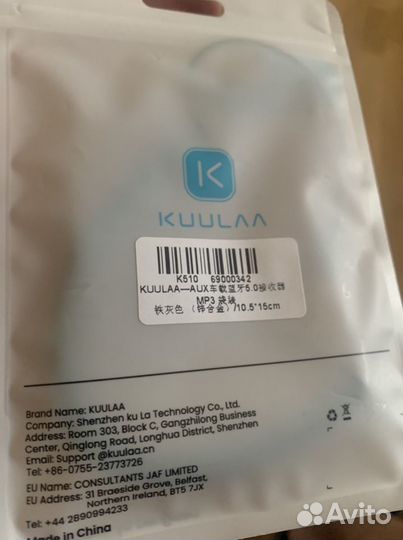 K
KUULAA
K510 69000342
KUULAA—AUX车载蓝牙5.0接收器
MP3 袋装
铁灰色 (锌合金)/10.5*15cm
Brand Name: KUULAA
Company: Shenzhen ku La Technology Co., Ltd.
Address: Room 303, Block C, Gangzhilong Business
Center, Qinglong Road, Longhua District, Shenzhen
Email: Support @kuulaa.cn
Tel: +86-0755-23773726
EU Name: CONSULTANTS JAF LIMITED
EU Address: 31 Braeside Grove, Belfast,
Northern Ireland, BT5 7JX
Tel: +44 2890994233
Made in China
Avito